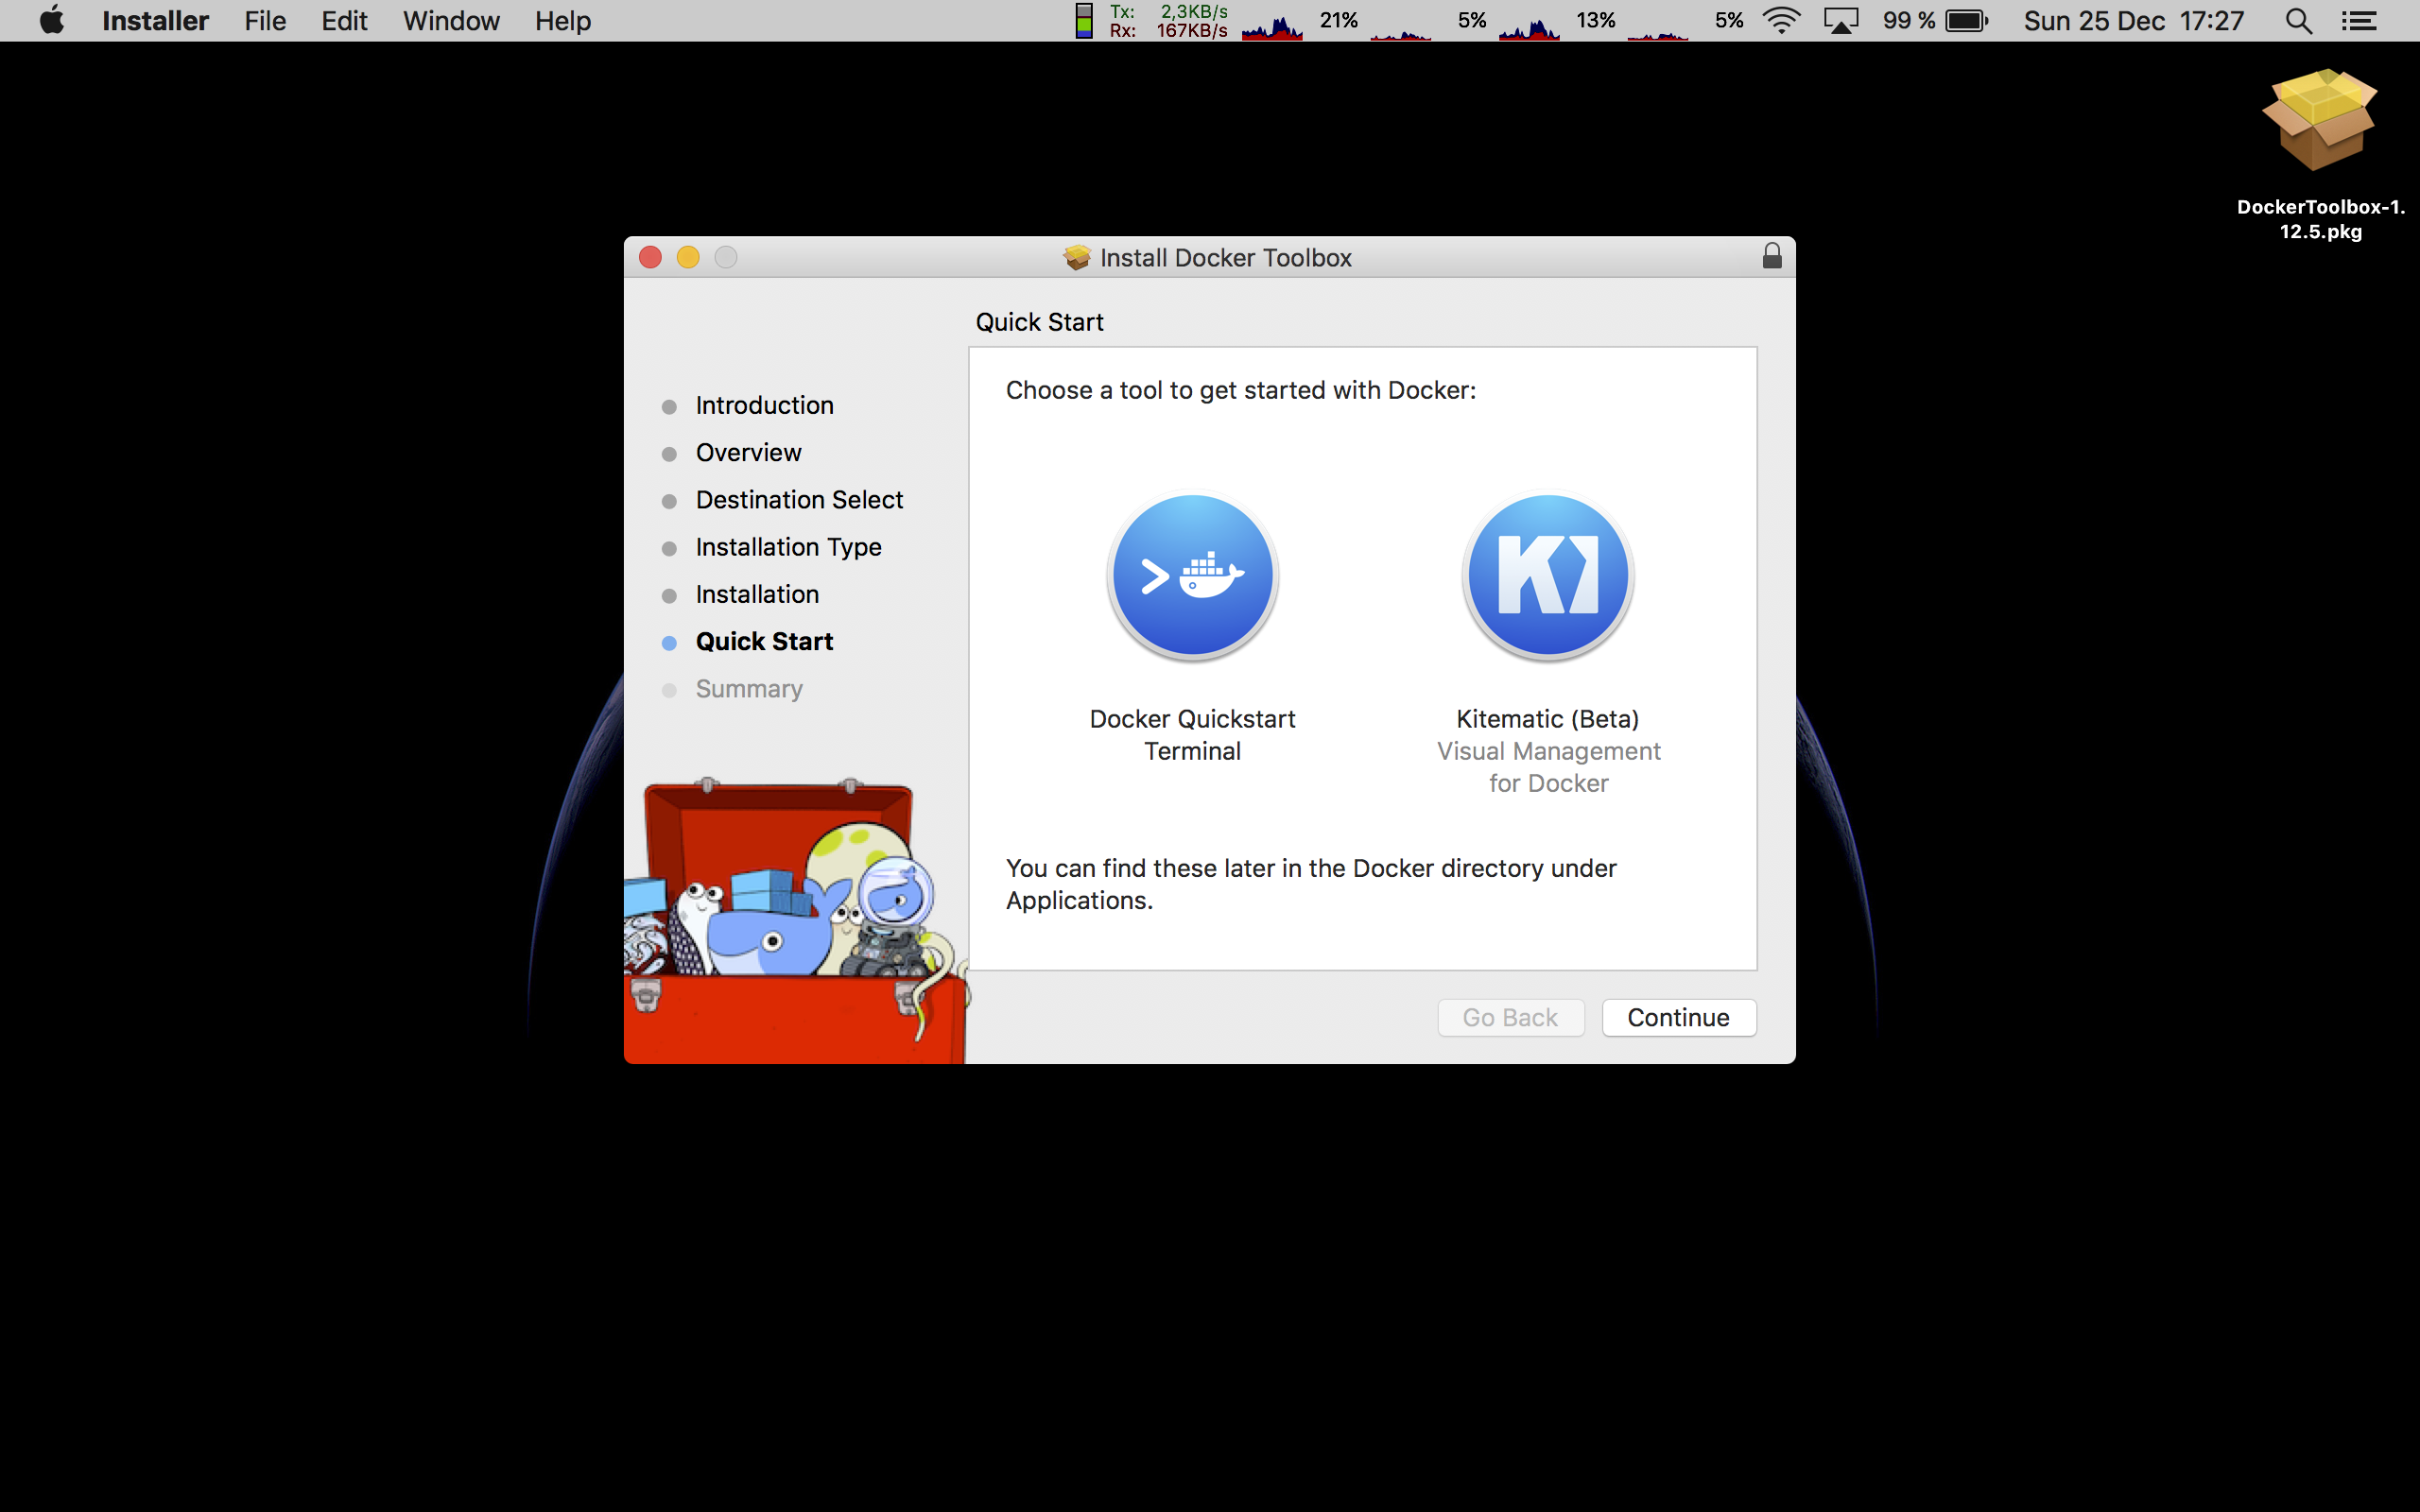 Installer File Edit Window Help Tx: 2,3KB/s Rx: 167KB/s 21% 5% 13% 5% 99 % Sun 25 Dec 17:27
DockerToolbox-1.
12.5.pkg
Install Docker Toolbox
Quick Start
Introduction
Overview
Destination Select
Installation Type
Installation
Quick Start
Summary
Choose a tool to get started with Docker:
Docker Quickstart
Terminal
Kitematic (Beta)
Visual Management
for Docker
You can find these later in the Docker directory under
Applications.
Go Back Continue